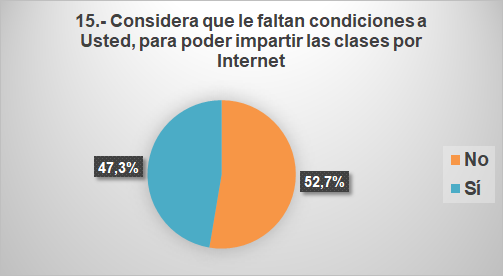 15.- Considera que le faltan condiciones a
Usted, para poder impartir las clases por
Internet
47,3%
52,7%
No
Sí